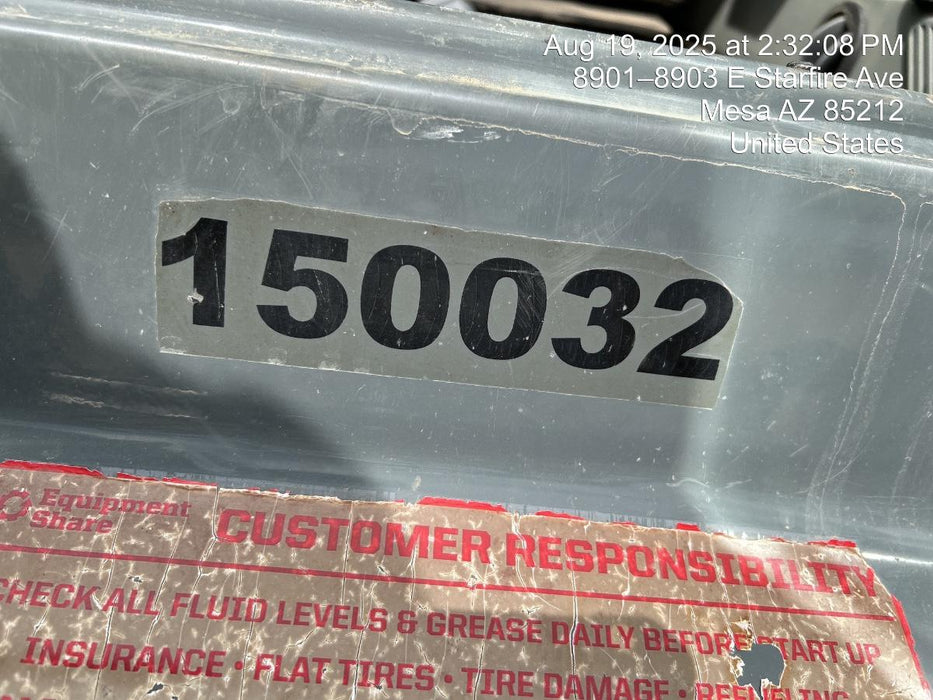 Aug 19, 2025 at 2:32:08 PM
8901–8903 E Starfire Ave
Mesa AZ 85212
United States
150032
Equipment
Share
CUSTOMER RESPONSIBILITY
CHECK ALL FLUID LEVELS & GREASE DAILY BEFORE START UP
INSURANCE • FLAT TIRES • TIRE DAMAGE • REFUELING